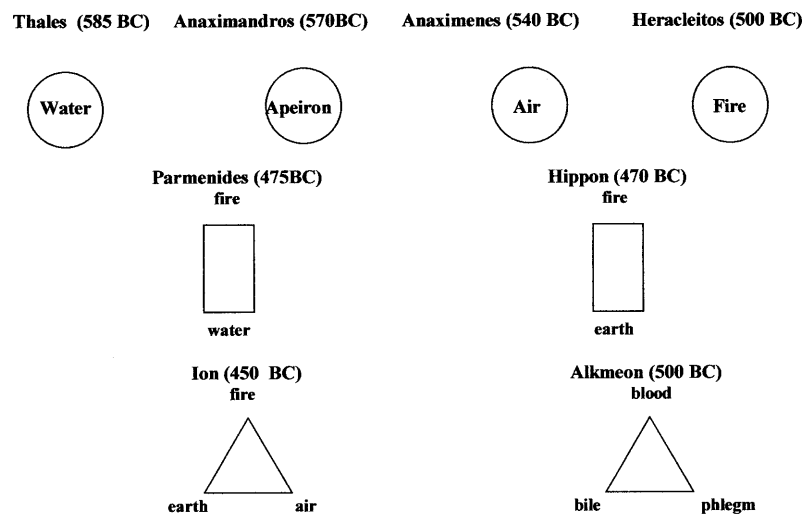 Thales (585 BC) Anaximandros (570BC) Anaximenes (540 BC) Heracleitos (500 BC)
Water Apeiron Air Fire
Parmenides (475BC) Hippon (470 BC)
fire fire
water earth
Ion (450 BC) Alkmeon (500 BC)
fire blood
earth air bile phlegm